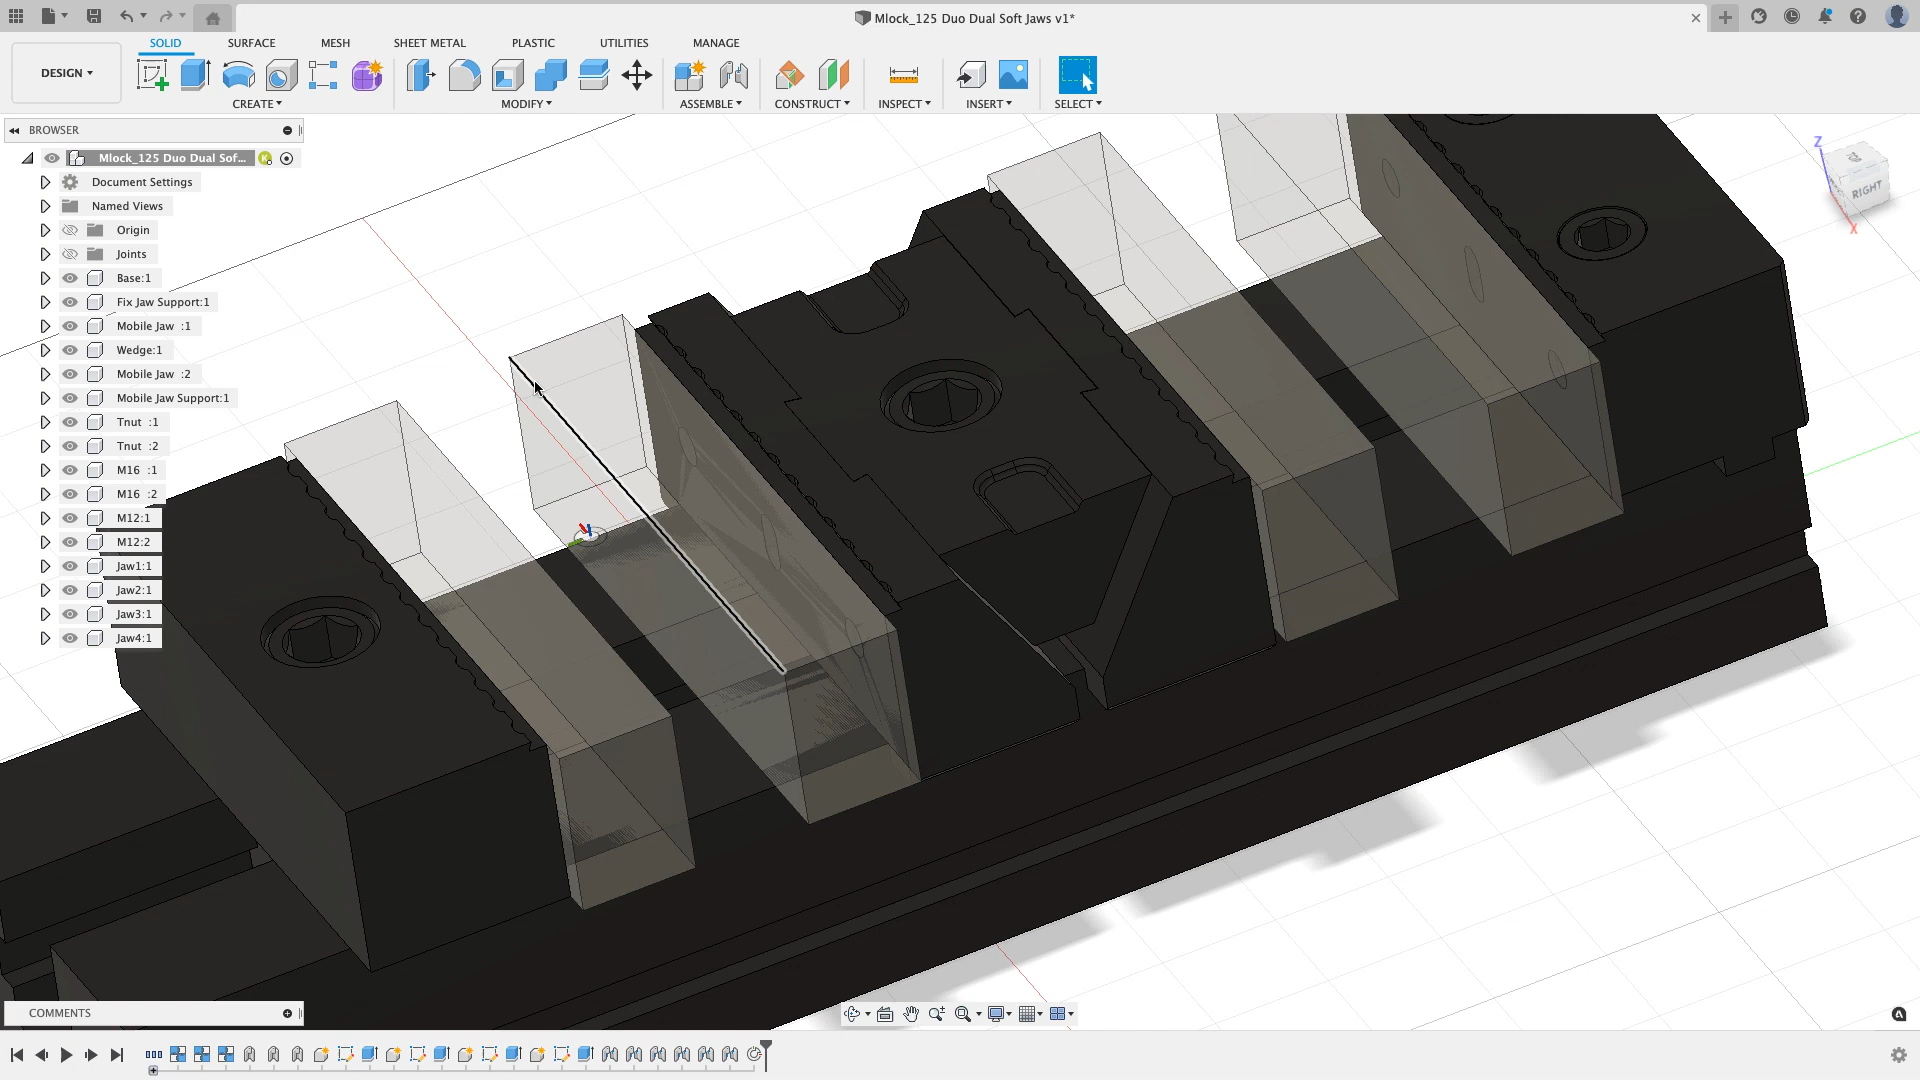 Mlock_125 Duo Dual Soft Jaws v1*
SOLID
SURFACE
MESH
SHEET METAL
PLASTIC
UTILITIES
MANAGE
DESIGN
CREATE
MODIFY
ASSEMBLE
CONSTRUCT
INSPECT
INSERT
SELECT
BROWSER
Mlock_125 Duo Dual Sof...
Document Settings
Named Views
Origin
Joints
Base:1
Fix Jaw Support:1
Mobile Jaw :1
Wedge:1
Mobile Jaw :2
Mobile Jaw Support:1
Tnut :1
Tnut :2
M16 :1
M16 :2
M12:1
M12:2
Jaw1:1
Jaw2:1
Jaw3:1
Jaw4:1
Z
RIGHT
X
COMMENTS